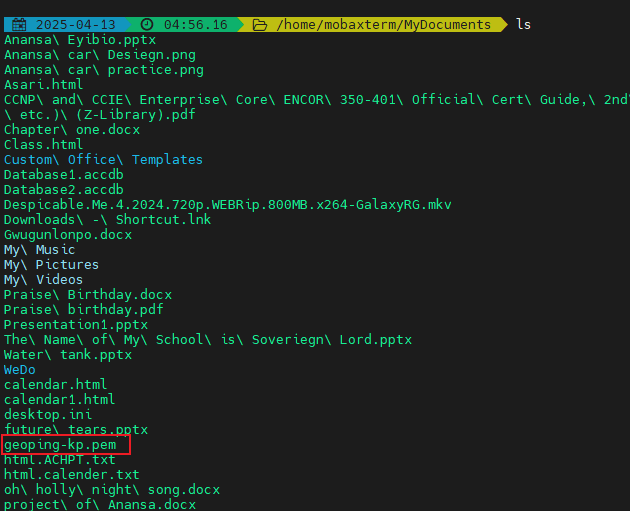 2025-04-13 04:56.16 /home/mobaxterm/MyDocuments ls
Anansa\ Eyibio.pptx
Anansa\ car\ Desiegn.png
Anansa\ car\ practice.png
Asari.html
CCNP\ and\ CCIE\ Enterprise\ Core\ ENCOR\ 350-401\ Official\ Cert\ Guide,\ 2nd
\ etc.)\ (Z-Library).pdf
Chapter\ one.docx
Class.html
Custom\ Office\ Templates
Database1.accdb
Database2.accdb
Despicable.Me.4.2024.720p.WEBRip.800MB.x264-GalaxyRG.mkv
Downloads\ -\ Shortcut.lnk
Gwugunlonpo.docx
My\ Music
My\ Pictures
My\ Videos
Praise\ Birthday.docx
Praise\ birthday.pdf
Presentation1.pptx
The\ Name\ of\ My\ School\ is\ Soveriegn\ Lord.pptx
Water\ tank.pptx
WeDo
calendar.html
calendar1.html
desktop.ini
future\ tears.pptx
geoping-kp.pem
html.ACHPT.txt
html.calender.txt
oh\ holly\ night\ song.docx
project\ of\ Anansa.docx